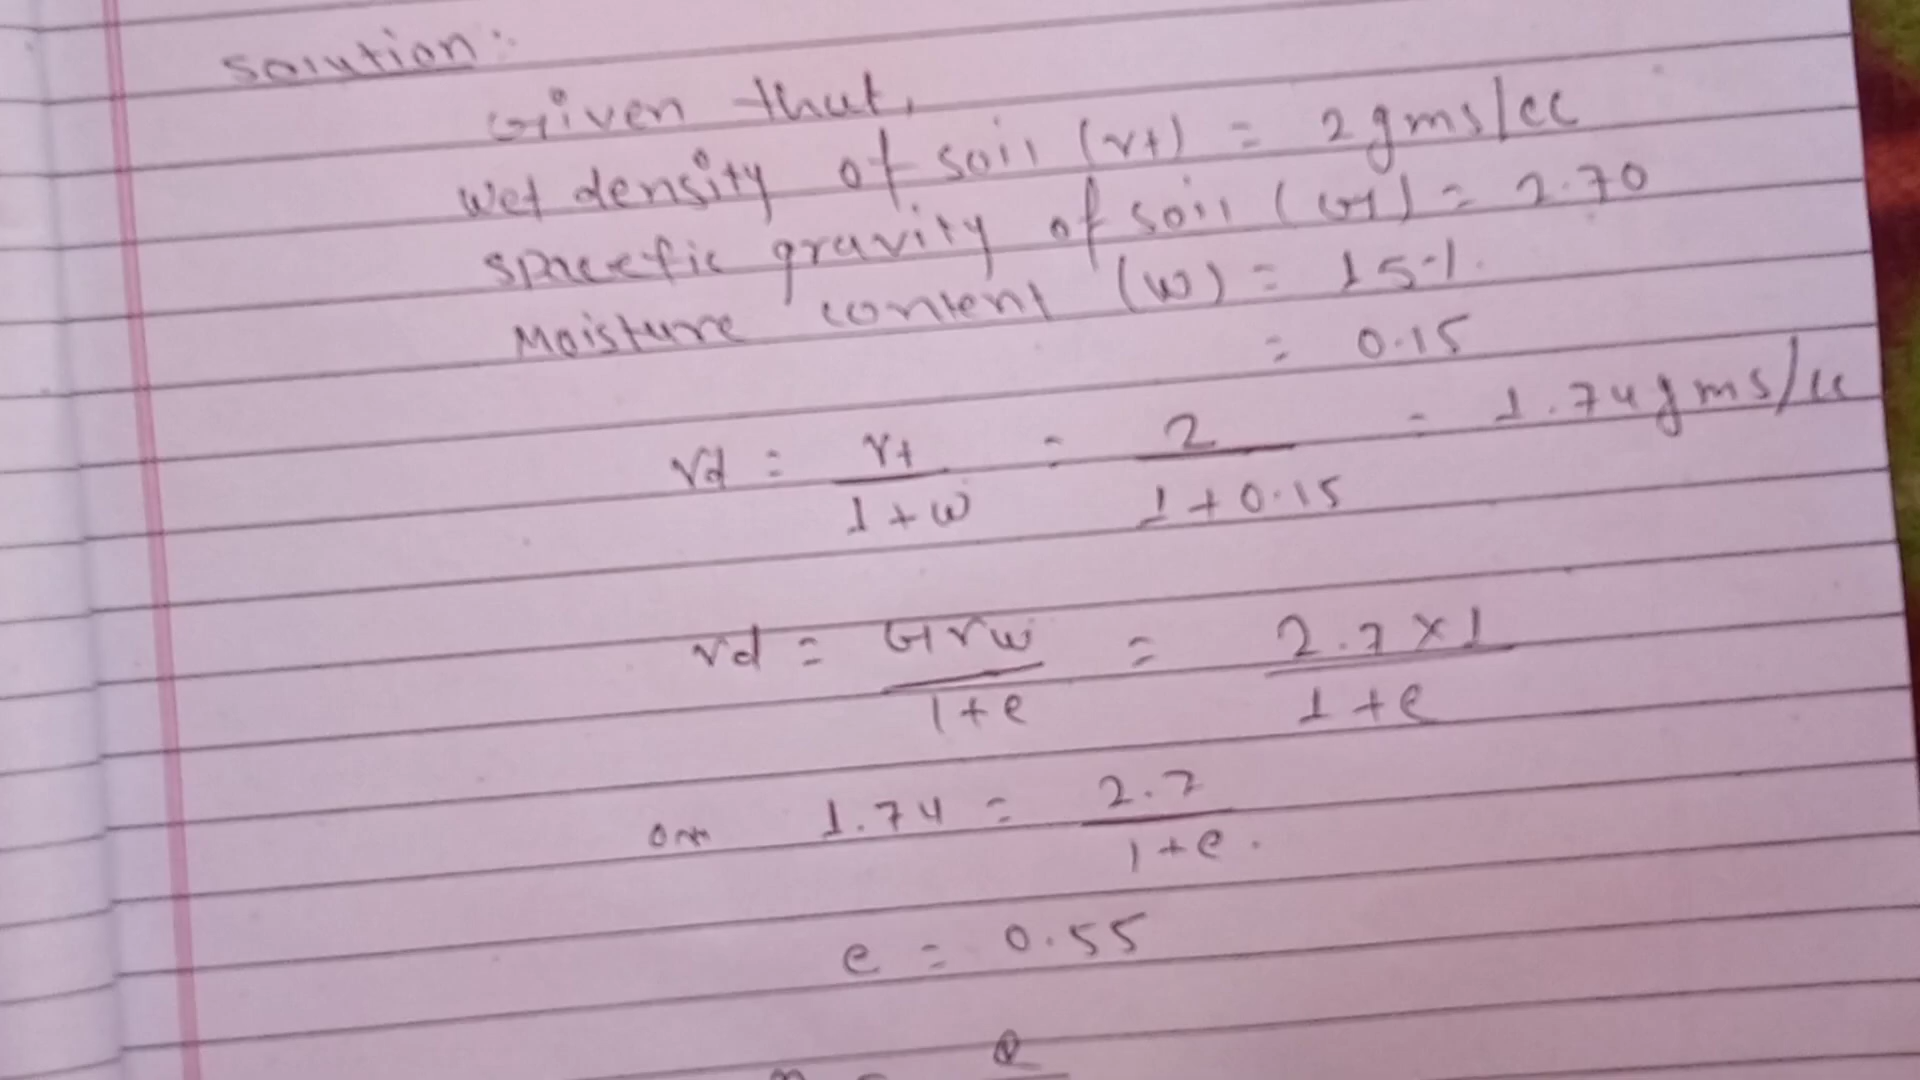 Solution:
Given that,
Wet density of soil (γt) = 2 gms/cc
Spacefic gravity of soil (G) = 2.70
Moisture content (w) = 15%.
= 0.15
γd = γt / 1+w = 2 / 1+0.15 = 1.74 gms/cc
γd = Gγw / 1+e = 2.7×1 / 1+e
or 1.74 = 2.7 / 1+e.
e = 0.55
n = e